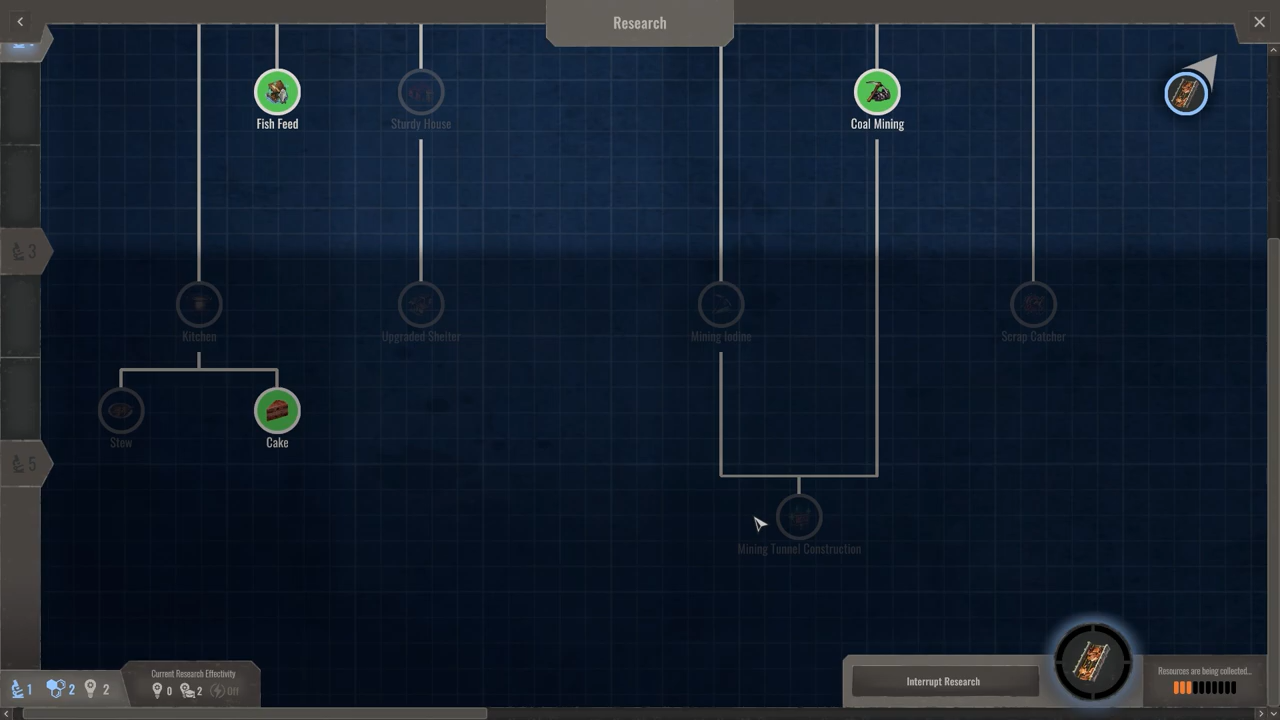 Research
Fish Feed
Sturdy House
Coal Mining
3
Kitchen
Upgraded Shelter
Mining Iodine
Scrap Catcher
Stew
Cake
5
Mining Tunnel Construction
Current Research Effectivity
1 2 2
0 2 Off
Interrupt Research
Resources are being collected...